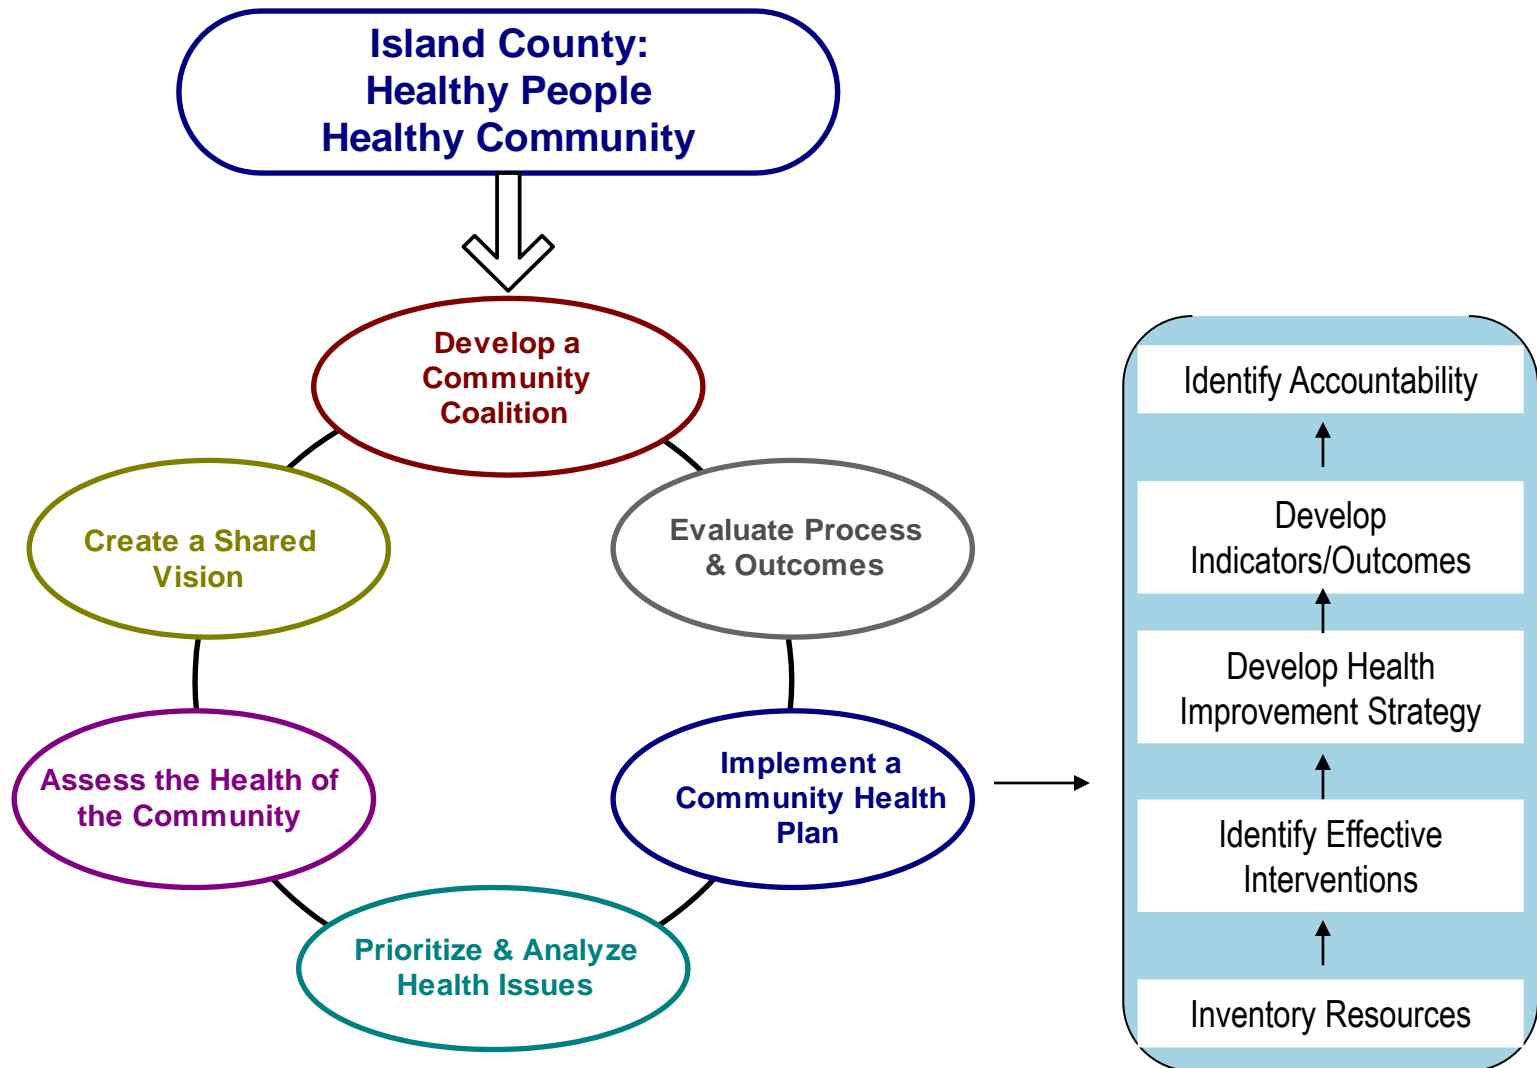 Island County:
Healthy People
Healthy Community
Develop a
Community
Coalition
Create a Shared
Vision
Evaluate Process
& Outcomes
Assess the Health of
the Community
Implement a
Community Health
Plan
Prioritize & Analyze
Health Issues
Identify Accountability
Develop
Indicators/Outcomes
Develop Health
Improvement Strategy
Identify Effective
Interventions
Inventory Resources